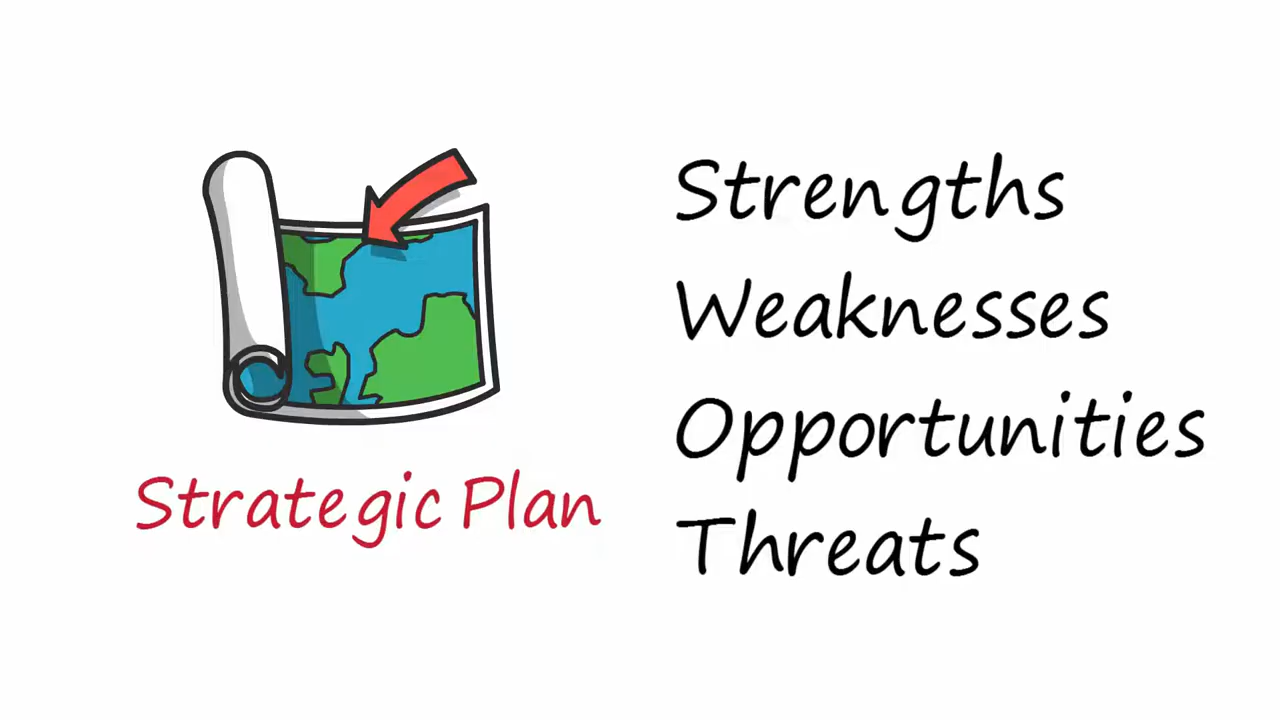 Strategic Plan
Strengths
Weaknesses
Opportunities
Threats